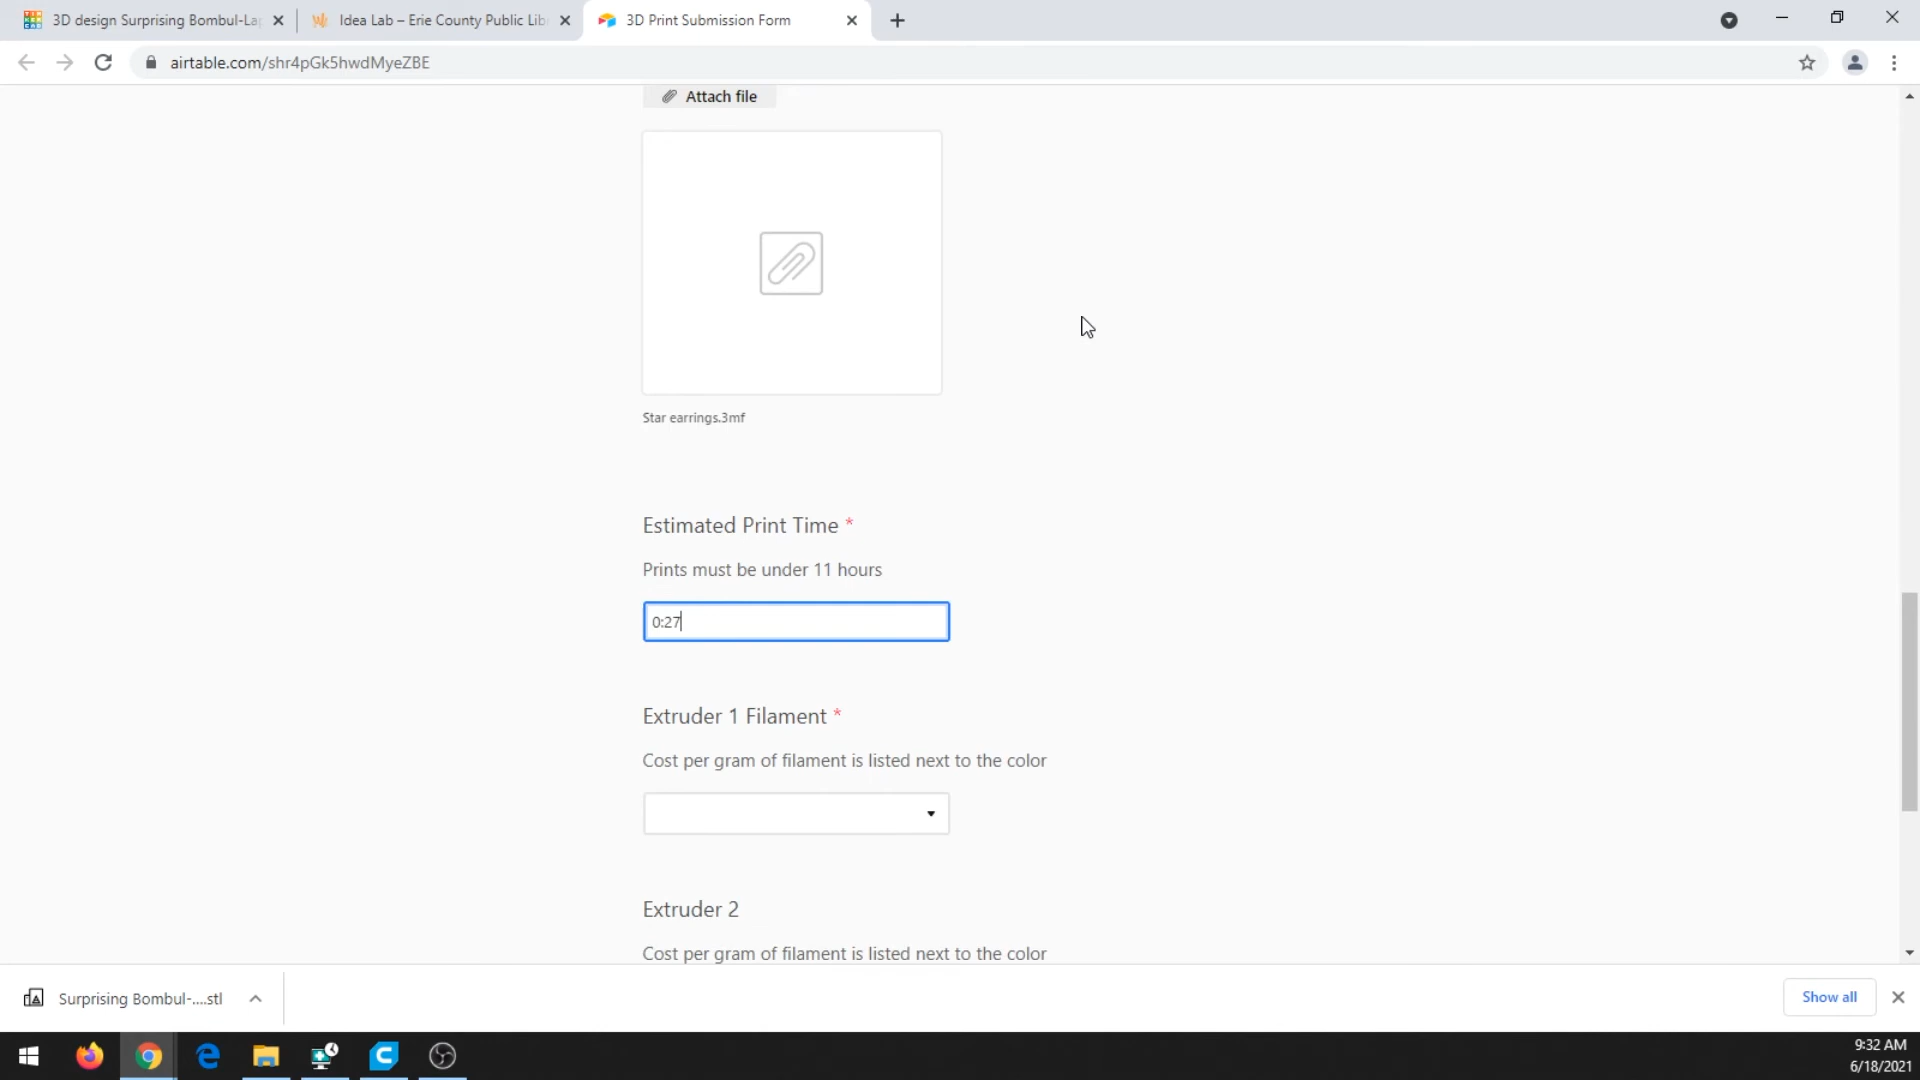 3D design Surprising Bombul-La
Idea Lab – Erie County Public Lib
3D Print Submission Form
airtable.com/shr4pGk5hwdMyeZBE
Attach file
Star earrings.3mf
Estimated Print Time *
Prints must be under 11 hours
0:27
Extruder 1 Filament *
Cost per gram of filament is listed next to the color
Extruder 2
Cost per gram of filament is listed next to the color
Surprising Bombul-....stl
Show all
9:32 AM
6/18/2021